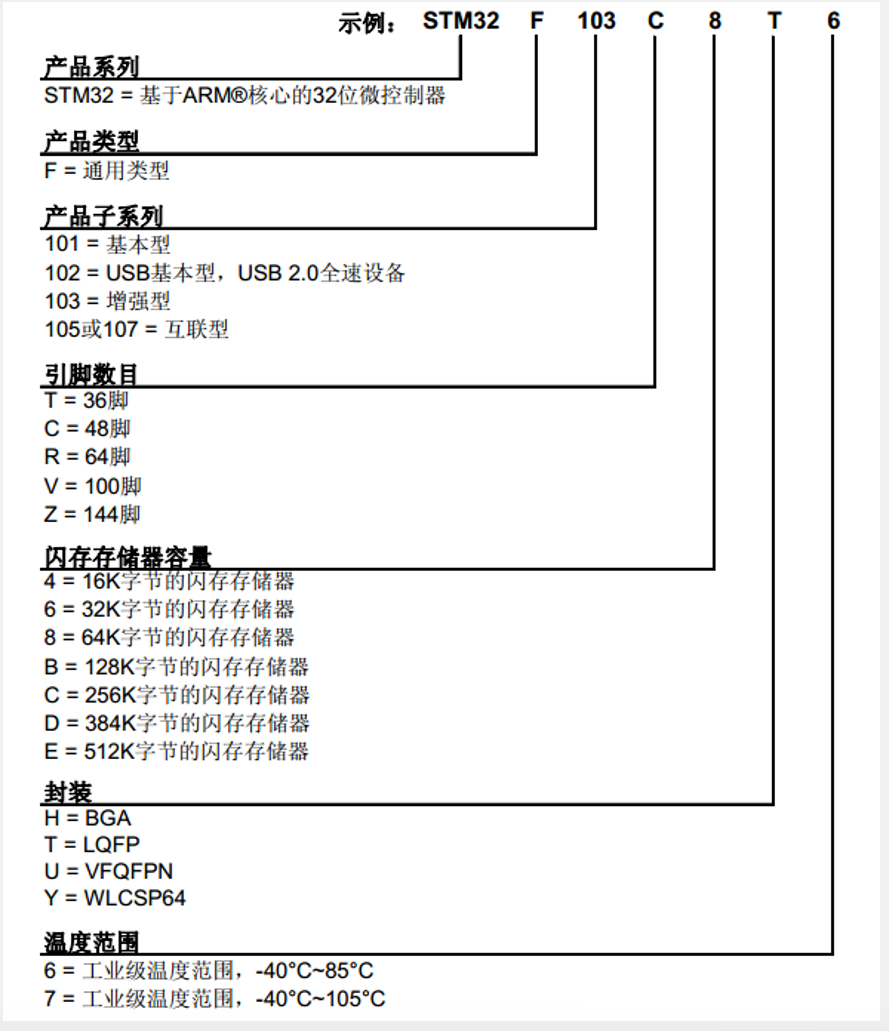 示例： STM32 F 103 C 8 T 6
产品系列
STM32 = 基于ARM®核心的32位微控制器
产品类型
F = 通用类型
产品子系列
101 = 基本型
102 = USB基本型，USB 2.0全速设备
103 = 增强型
105或107 = 互联型
引脚数目
T = 36脚
C = 48脚
R = 64脚
V = 100脚
Z = 144脚
闪存存储器容量
4 = 16K字节的闪存存储器
6 = 32K字节的闪存存储器
8 = 64K字节的闪存存储器
B = 128K字节的闪存存储器
C = 256K字节的闪存存储器
D = 384K字节的闪存存储器
E = 512K字节的闪存存储器
封装
H = BGA
T = LQFP
U = VFQFPN
Y = WLCSP64
温度范围
6 = 工业级温度范围，-40°C~85°C
7 = 工业级温度范围，-40°C~105°C